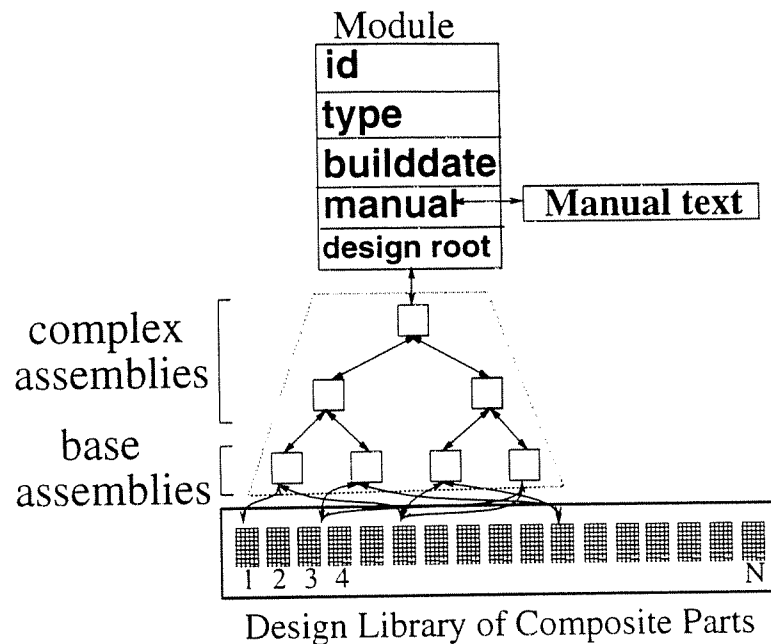 Module
id
type
builddate
manual
Manual text
design root
complex
assemblies
base
assemblies
1 2 3 4 N
Design Library of Composite Parts